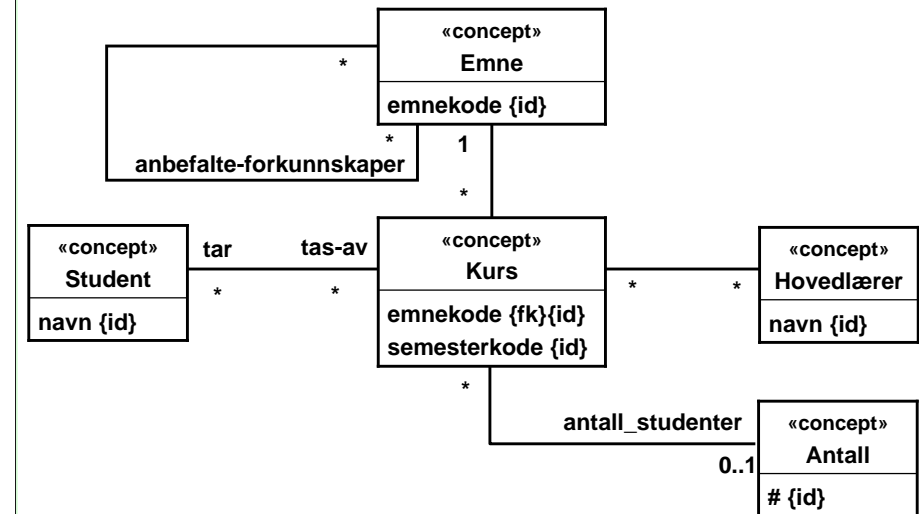 «concept»
Emne
emnekode {id}
*
*
1
anbefalte-forkunnskaper
*
«concept»
Student
navn {id}
tar
tas-av
*
*
«concept»
Kurs
emnekode {fk}{id}
semesterkode {id}
*
*
«concept»
Hovedlærer
navn {id}
*
antall_studenter
0..1
«concept»
Antall
# {id}